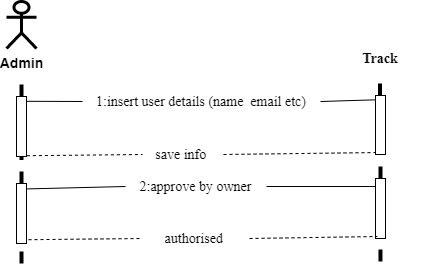 Admin
Track
1:insert user details (name email etc)
save info
2:approve by owner
authorised